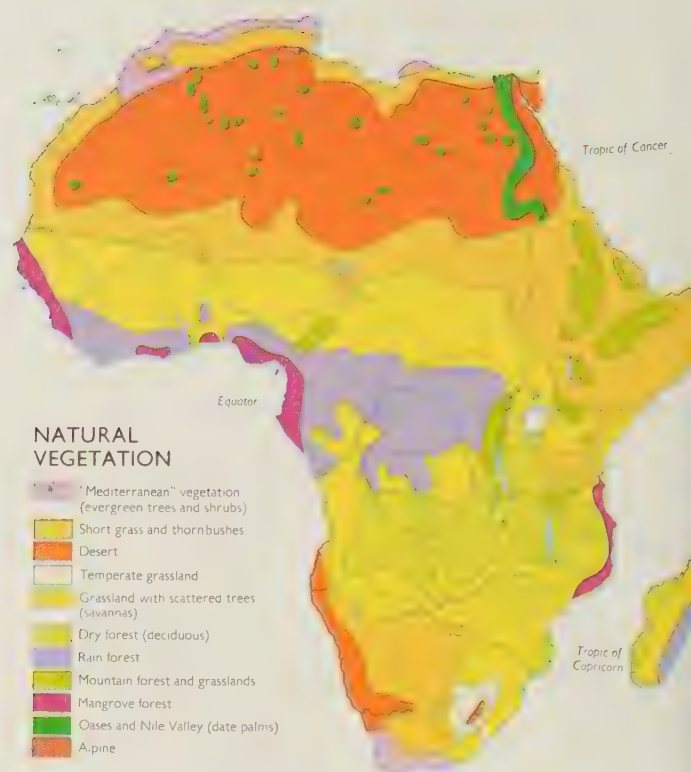 Tropic of Cancer
Equator
NATURAL
VEGETATION
"Mediterranean" vegetation
(evergreen trees and shrubs)
Short grass and thornbushes
Desert
Temperate grassland
Grassland with scattered trees
(savannas)
Dry forest (deciduous)
Rain forest
Mountain forest and grasslands
Mangrove forest
Oases and Nile Valley (date palms)
Alpine
Tropic of
Capricorn